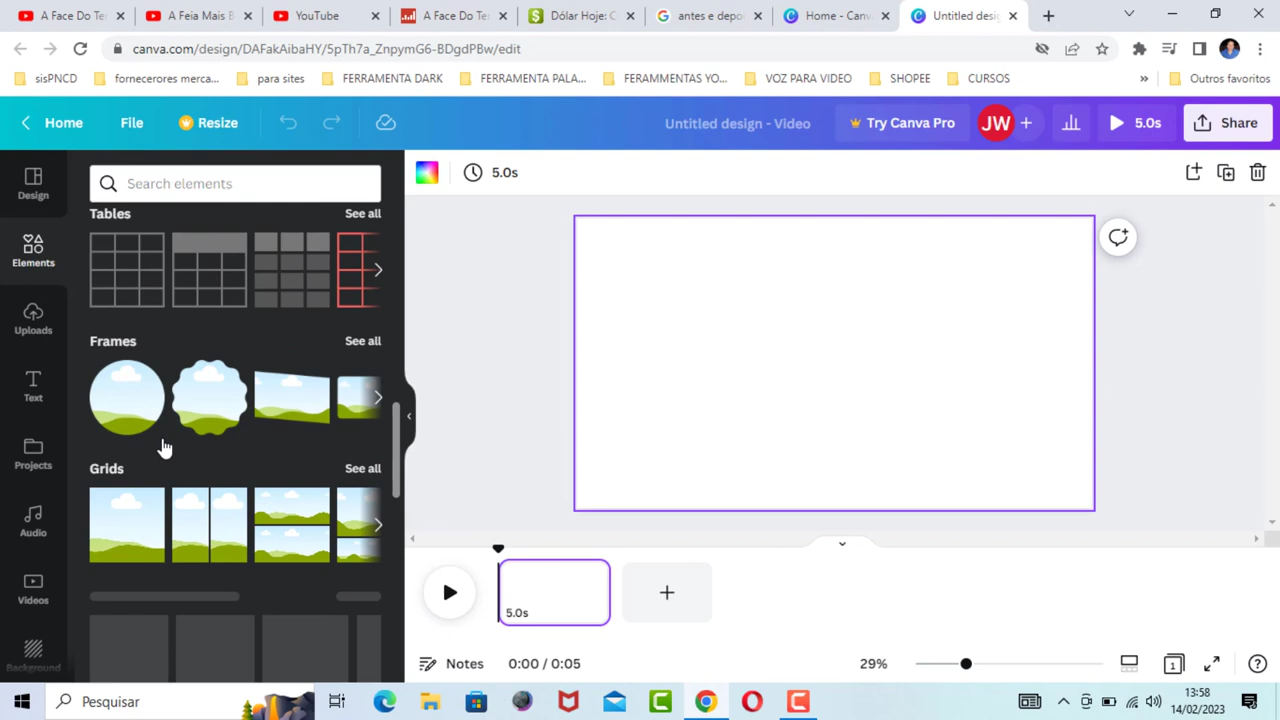 A Face Do Te
A Feia Mais B
YouTube
A Face Do Te
Dólar Hoje: C
antes e depo
Home - Canv
Untitled desi
canva.com/design/DAFakAibaHY/5pTh7a_ZnpymG6-BDgdPBw/edit
sisPNCD
fornecerores merca...
para sites
FERRAMENTA DARK
FERRAMENTA PALA...
FERAMMENTAS YO...
VOZ PARA VIDEO
SHOPEE
CURSOS
»
Outros favoritos
Home
File
Resize
Untitled design - Video
Try Canva Pro
JW
+
5.0s
Share
Design
Elements
Uploads
Text
Projects
Audio
Videos
Background
Search elements
Tables
See all
Frames
See all
Grids
See all
5.0s
5.0s
Notes
0:00 / 0:05
29%
1
Pesquisar
13:58
14/02/2023